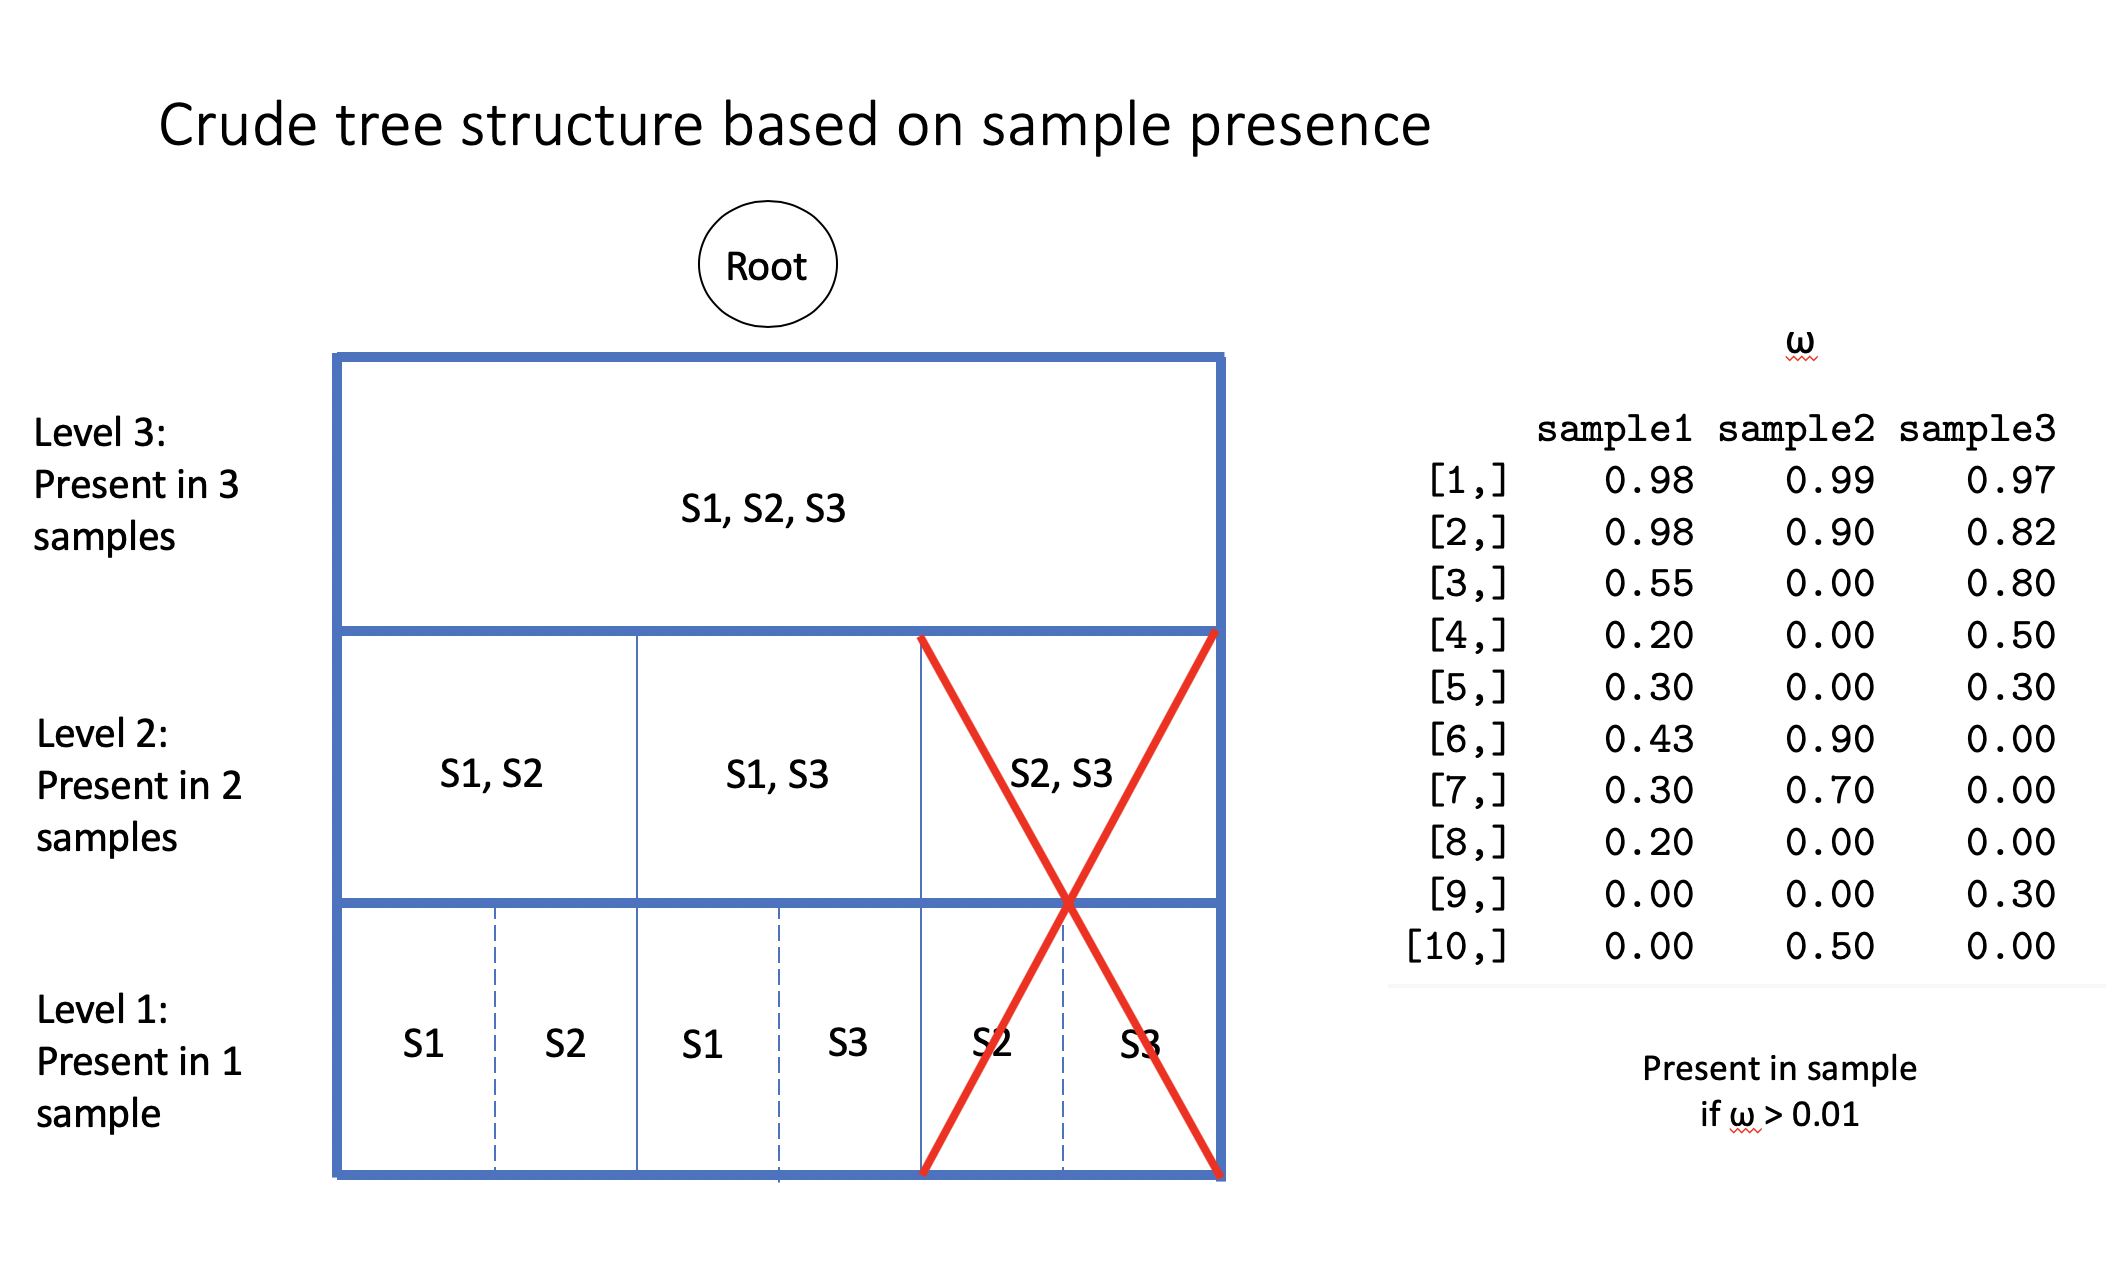 Crude tree structure based on sample presence
Root
Level 3:
Present in 3
samples
S1, S2, S3
Level 2:
Present in 2
samples
S1, S2
S1, S3
S2, S3
Level 1:
Present in 1
sample
S1
S2
S1
S3
S2
S3
ω
sample1 sample2 sample3
[1,] 0.98 0.99 0.97
[2,] 0.98 0.90 0.82
[3,] 0.55 0.00 0.80
[4,] 0.20 0.00 0.50
[5,] 0.30 0.00 0.30
[6,] 0.43 0.90 0.00
[7,] 0.30 0.70 0.00
[8,] 0.20 0.00 0.00
[9,] 0.00 0.00 0.30
[10,] 0.00 0.50 0.00
Present in sample
if ω > 0.01